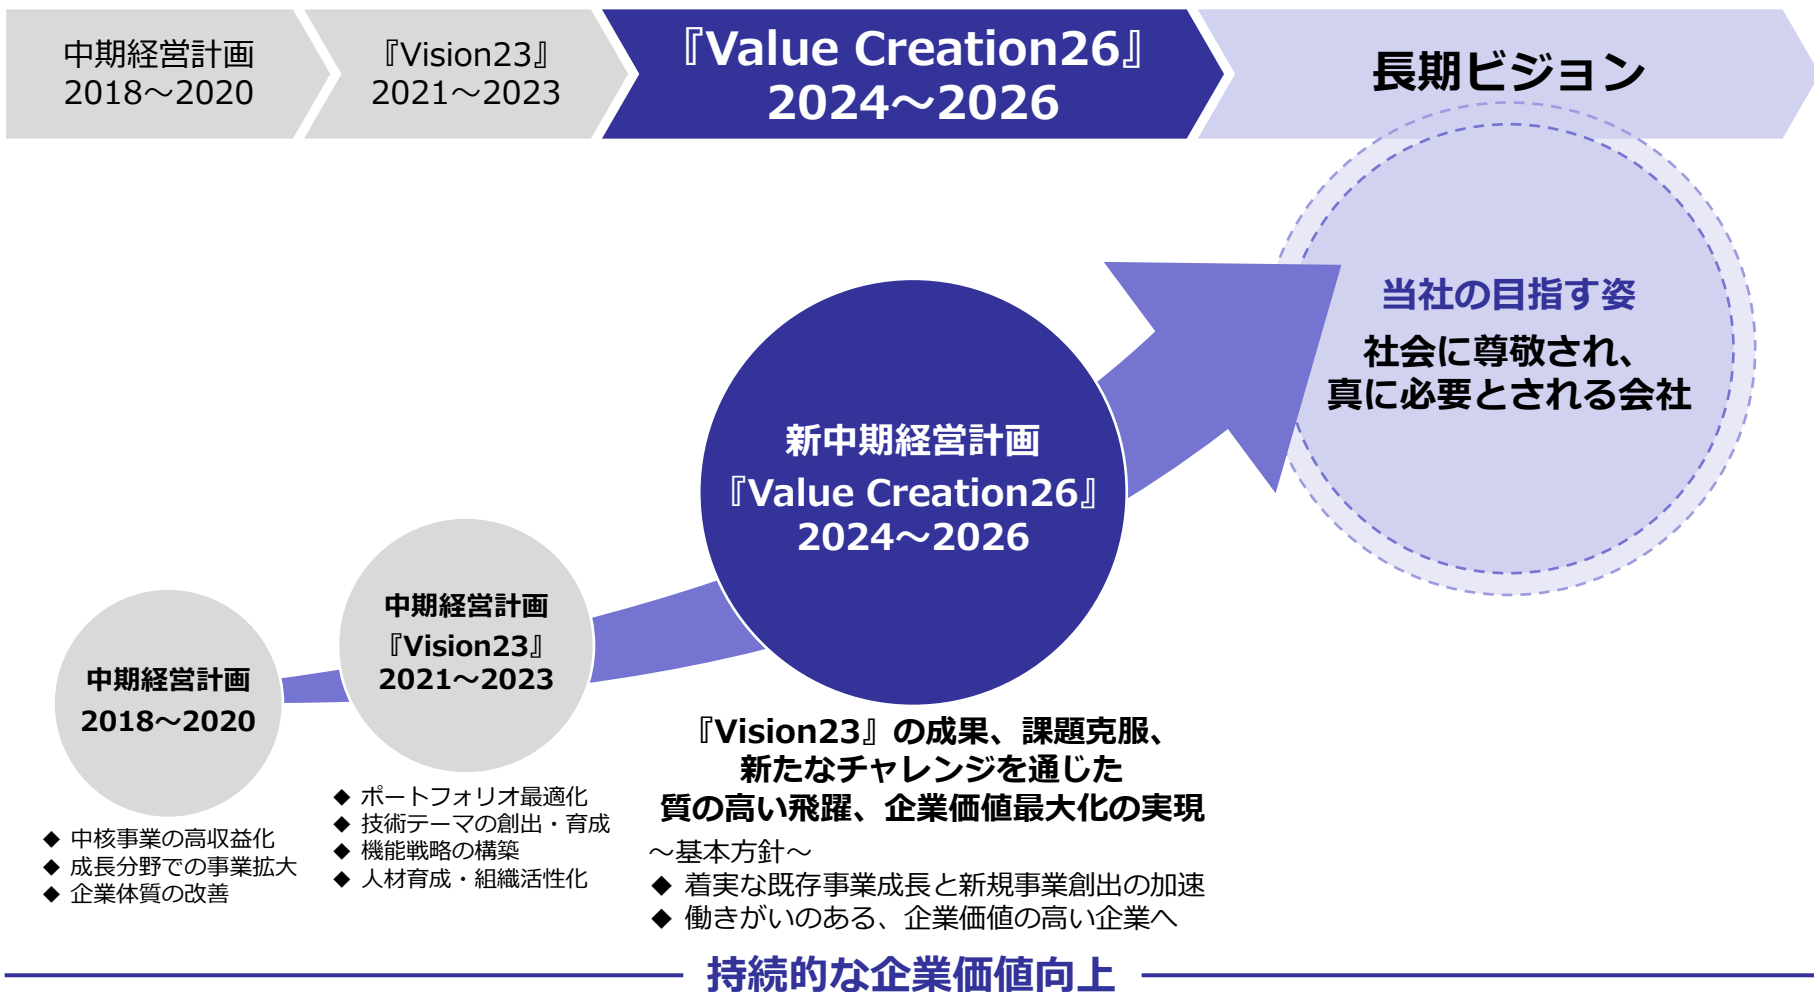 中期経営計画
2018～2020
『Vision23』
2021～2023
『Value Creation26』
2024～2026
長期ビジョン
当社の目指す姿
社会に尊敬され、
真に必要とされる会社
新中期経営計画
『Value Creation26』
2024～2026
中期経営計画
『Vision23』
2021～2023
中期経営計画
2018～2020
◆ 中核事業の高収益化
◆ 成長分野での事業拡大
◆ 企業体質の改善
◆ ポートフォリオ最適化
◆ 技術テーマの創出・育成
◆ 機能戦略の構築
◆ 人材育成・組織活性化
『Vision23』の成果、課題克服、
新たなチャレンジを通じた
質の高い飛躍、企業価値最大化の実現
～基本方針～
◆ 着実な既存事業成長と新規事業創出の加速
◆ 働きがいのある、企業価値の高い企業へ
持続的な企業価値向上